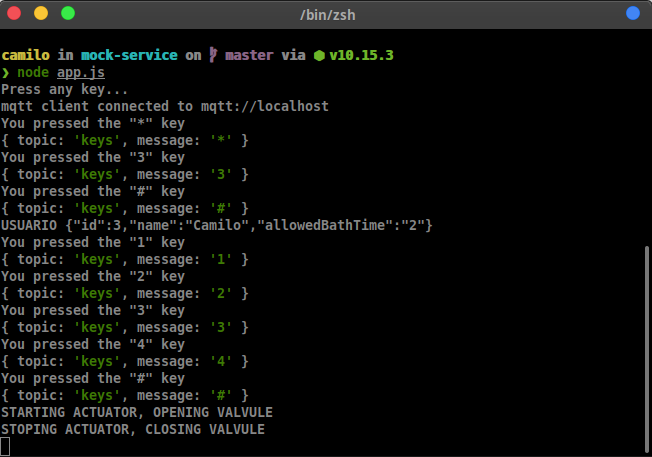 /bin/zsh
camilo in mock-service on master via v10.15.3
❯ node app.js
Press any key...
mqtt client connected to mqtt://localhost
You pressed the "*" key
{ topic: 'keys', message: '*' }
You pressed the "3" key
{ topic: 'keys', message: '3' }
You pressed the "#" key
{ topic: 'keys', message: '#' }
USUARIO {"id":3,"name":"Camilo","allowedBathTime":"2"}
You pressed the "1" key
{ topic: 'keys', message: '1' }
You pressed the "2" key
{ topic: 'keys', message: '2' }
You pressed the "3" key
{ topic: 'keys', message: '3' }
You pressed the "4" key
{ topic: 'keys', message: '4' }
You pressed the "#" key
{ topic: 'keys', message: '#' }
STARTING ACTUATOR, OPENING VALVULE
STOPING ACTUATOR, CLOSING VALVULE